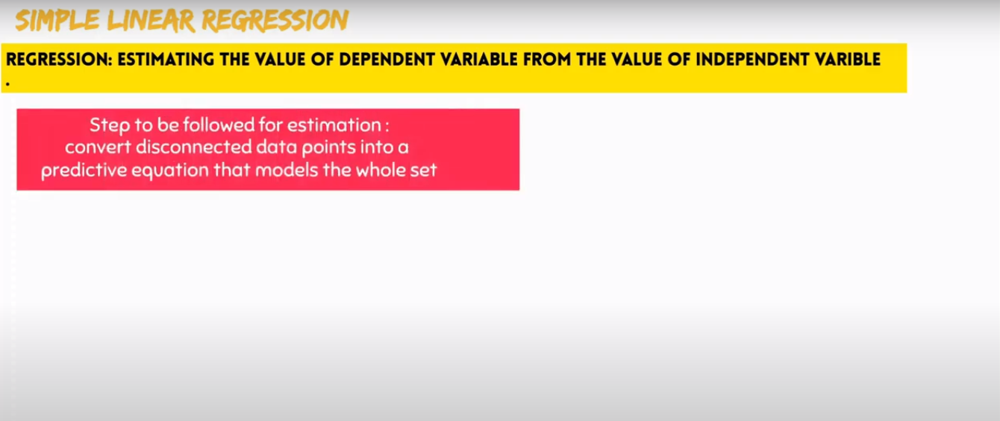 SIMPLE LINEAR REGRESSION
REGRESSION: ESTIMATING THE VALUE OF DEPENDENT VARIABLE FROM THE VALUE OF INDEPENDENT VARIBLE
.
Step to be followed for estimation :
convert disconnected data points into a
predictive equation that models the whole set